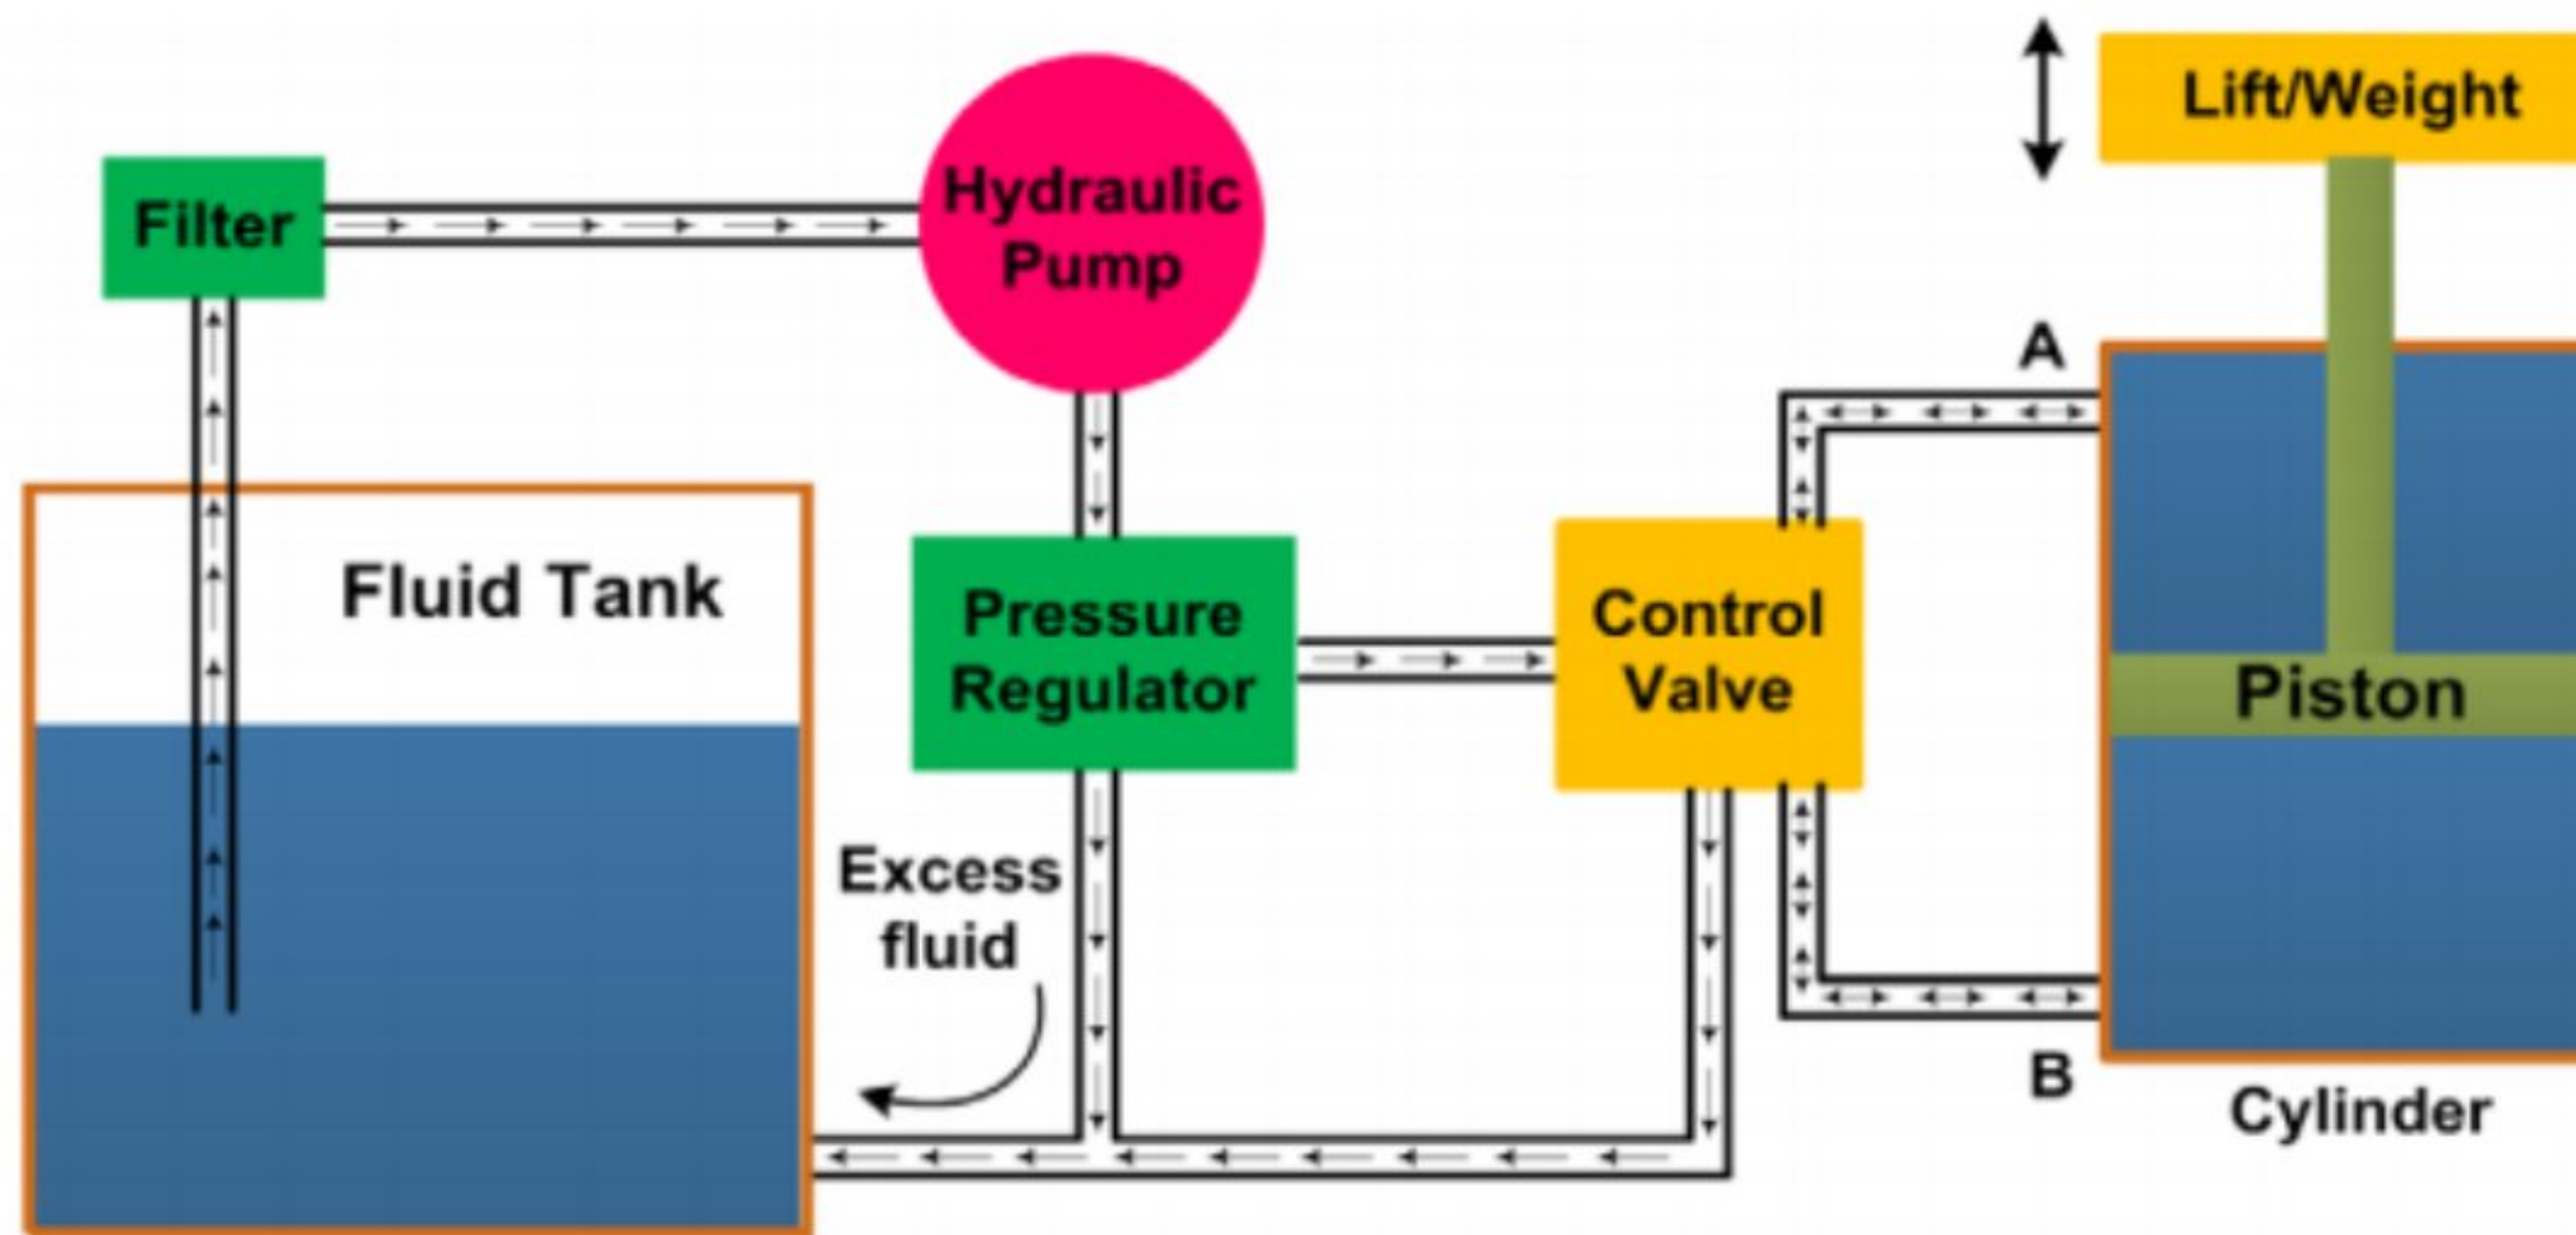 Lift/Weight
Filter
Hydraulic
Pump
A
Fluid Tank
Pressure
Regulator
Control
Valve
Piston
Excess
fluid
B
Cylinder